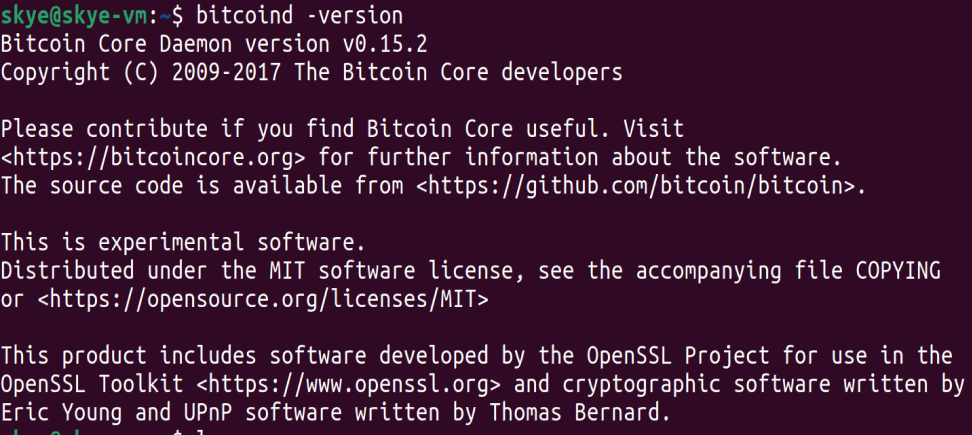 skye@skye-vm:~$ bitcoind -version
Bitcoin Core Daemon version v0.15.2
Copyright (C) 2009-2017 The Bitcoin Core developers
Please contribute if you find Bitcoin Core useful. Visit
<https://bitcoincore.org> for further information about the software.
The source code is available from <https://github.com/bitcoin/bitcoin>.
This is experimental software.
Distributed under the MIT software license, see the accompanying file COPYING
or <https://opensource.org/licenses/MIT>
This product includes software developed by the OpenSSL Project for use in the
OpenSSL Toolkit <https://www.openssl.org> and cryptographic software written by
Eric Young and UPnP software written by Thomas Bernard.